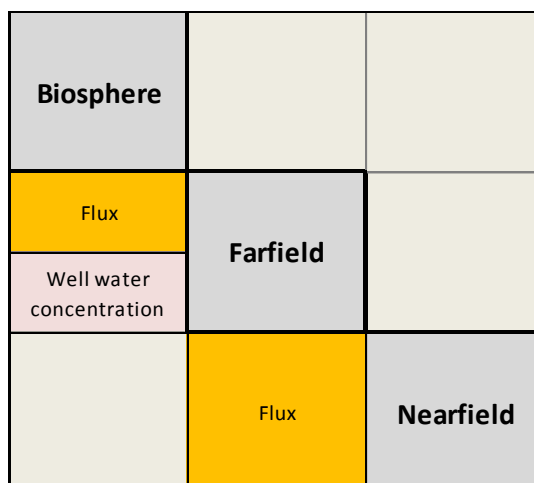 Biosphere
Flux
Well water
concentration
Farfield
Flux
Nearfield